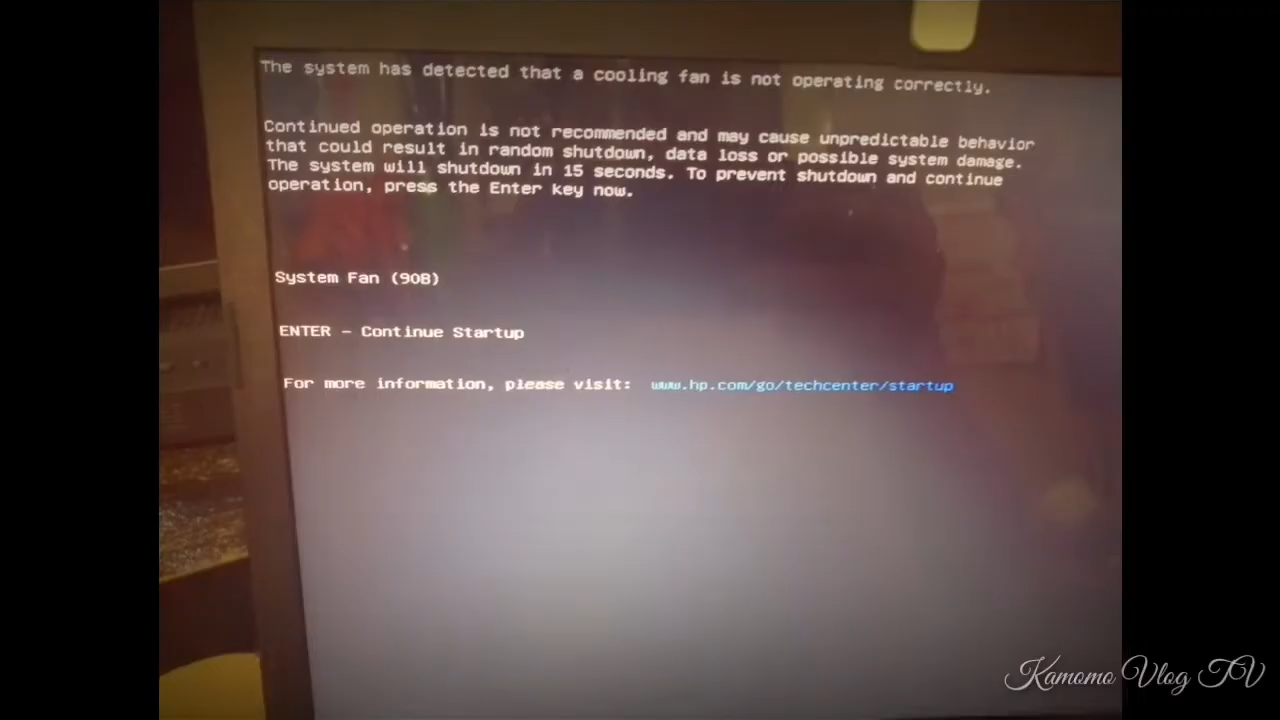 The system has detected that a cooling fan is not operating correctly.
Continued operation is not recommended and may cause unpredictable behavior
that could result in random shutdown, data loss or possible system damage.
The system will shutdown in 15 seconds. To prevent shutdown and continue
operation, press the Enter key now.
System Fan (90B)
ENTER - Continue Startup
For more information, please visit: www.hp.com/go/techcenter/startup
Kamomo Vlog TV